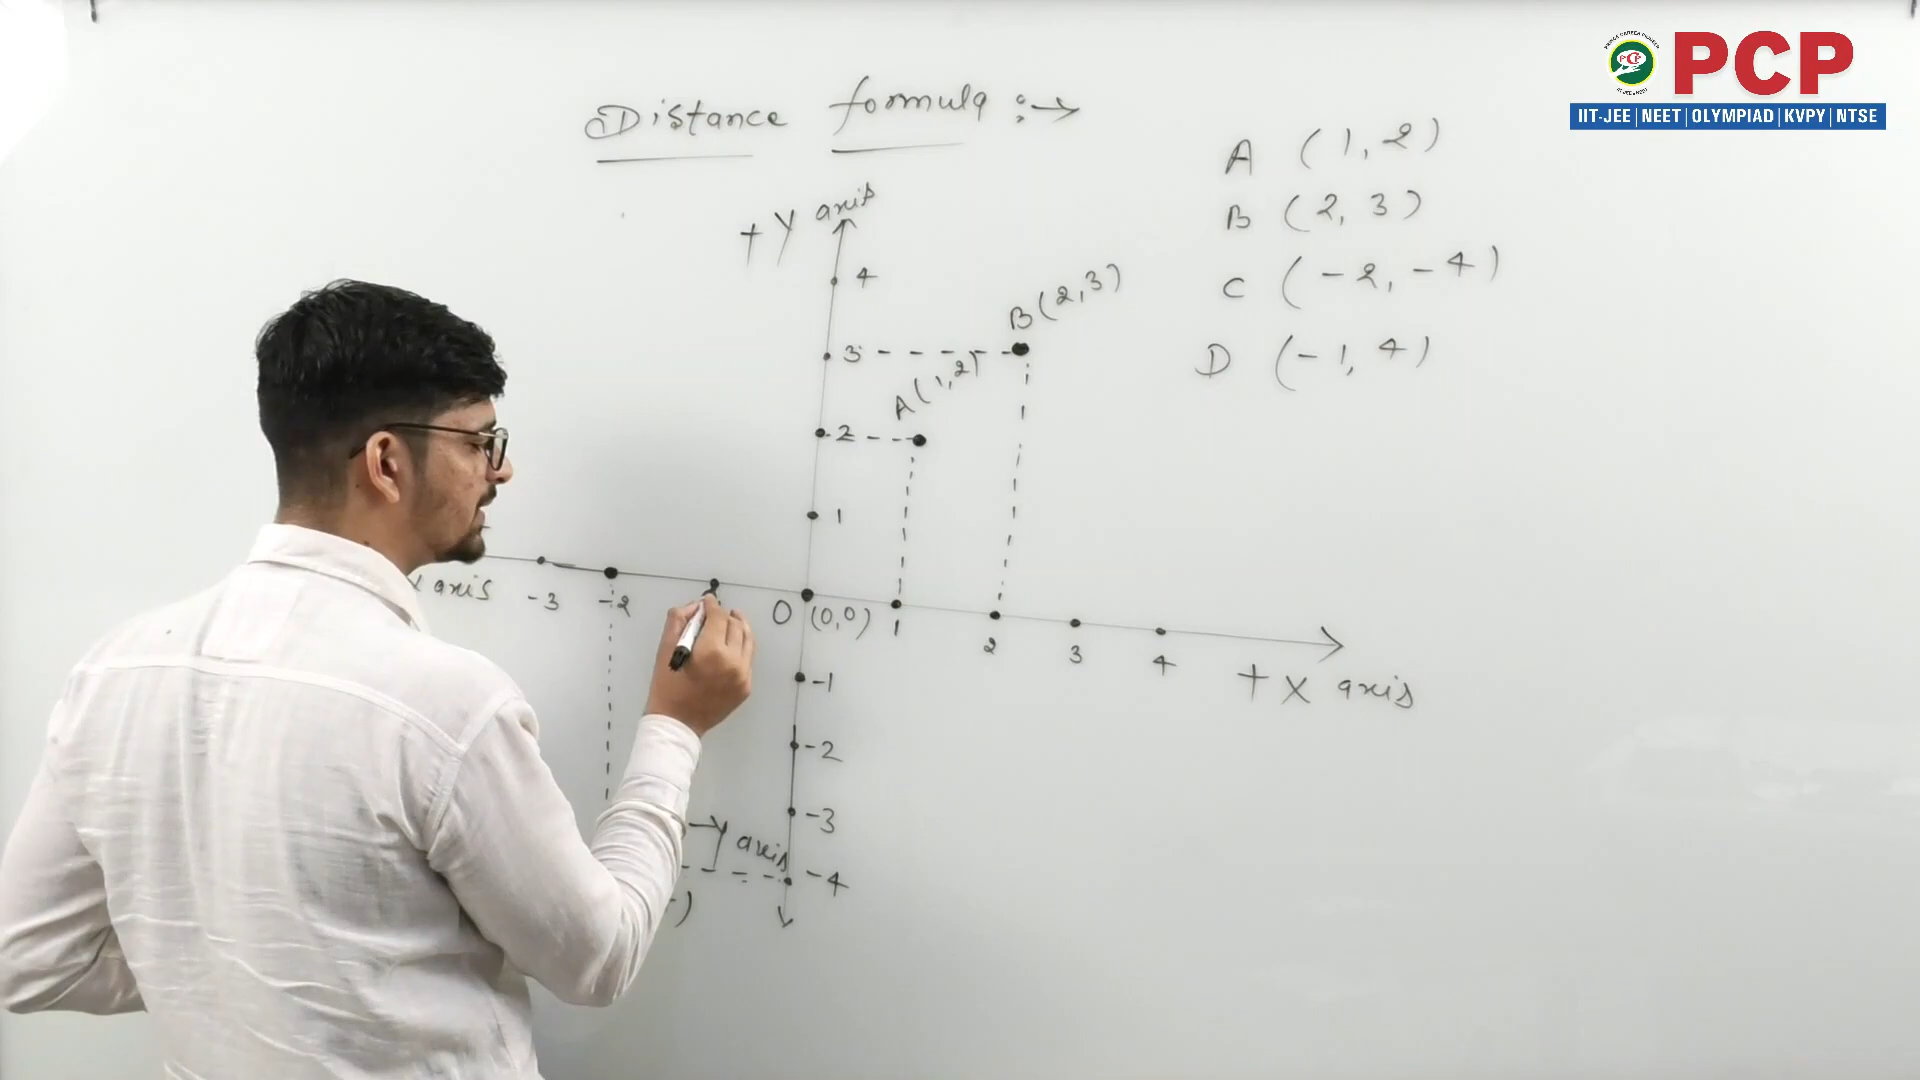 Distance formula :→
PCP
IIT-JEE | NEET | OLYMPIAD | KVPY | NTSE
A (1, 2)
B (2, 3)
C (-2, -4)
D (-1, 4)
+Y axis
4
B(2,3)
3
A(1,2)
2
1
X axis -3 -2 O (0,0) 1 2 3 4
+X axis
-1
-2
-3
-Y axis
-4
)